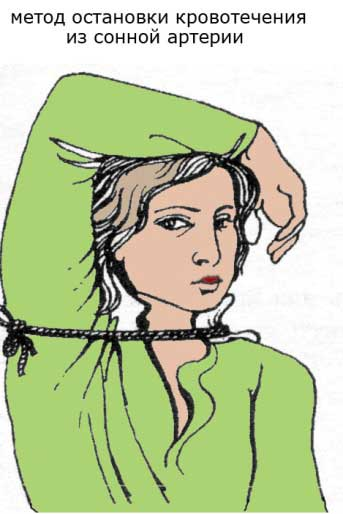 метод остановки кровотечения
из сонной артерии